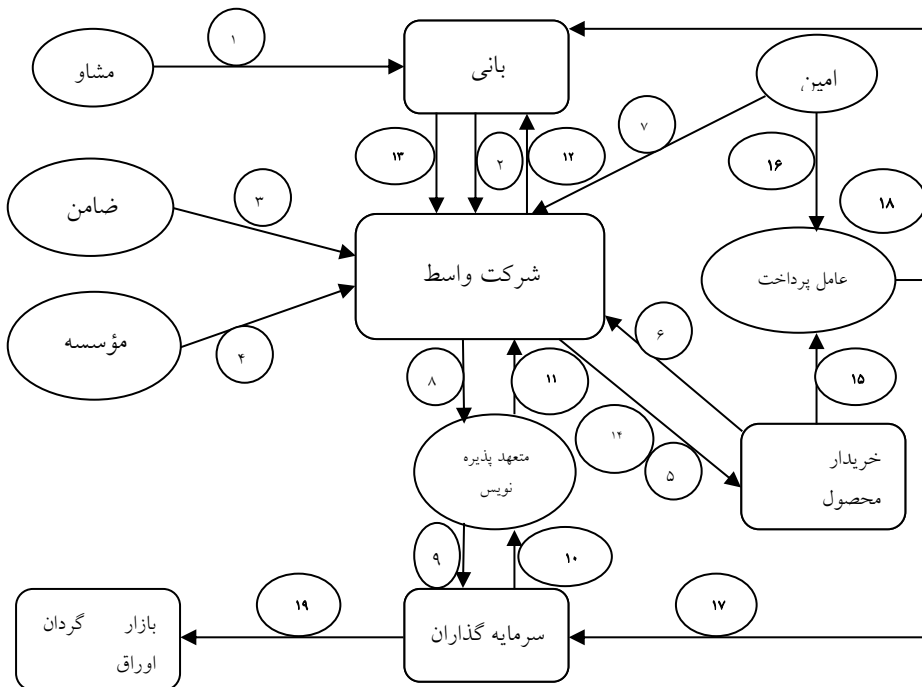 ۱
مشاو
بانی
امین
۷
۱۳
۲
۱۲
۱۶
۱۸
ضامن
۳
شرکت واسط
عامل پرداخت
مؤسسه
۴
۶
۸
۱۱
۱۵
۱۴
۵
متعهد پذیره
نویس
خریدار
محصول
۹
۱۰
۱۹
۱۷
بازار گردان
اوراق
سرمایه گذاران